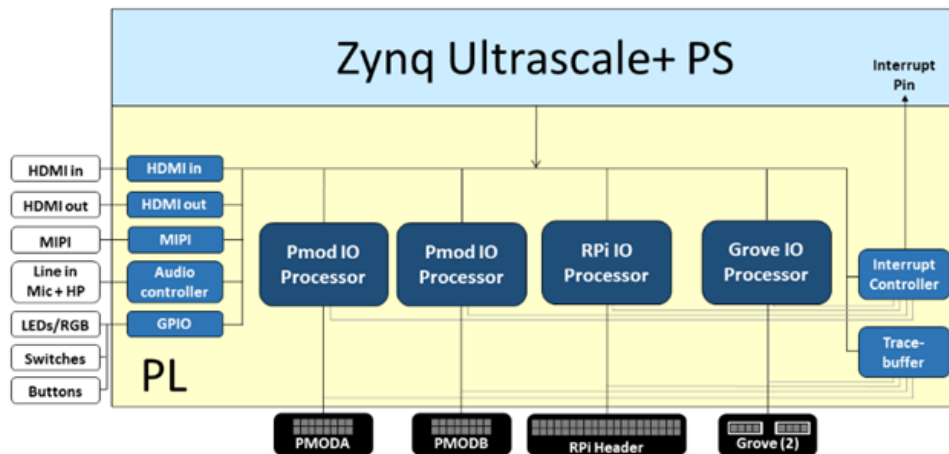 Zynq Ultrascale+ PS
Interrupt
Pin
HDMI in
HDMI in
HDMI out
HDMI out
MIPI
MIPI
Line in
Mic + HP
Audio
controller
LEDs/RGB
GPIO
Switches
Buttons
PL
Pmod IO
Processor
Pmod IO
Processor
RPi IO
Processor
Grove IO
Processor
Interrupt
Controller
Trace-
buffer
PMODA
PMODB
RPi Header
Grove (2)